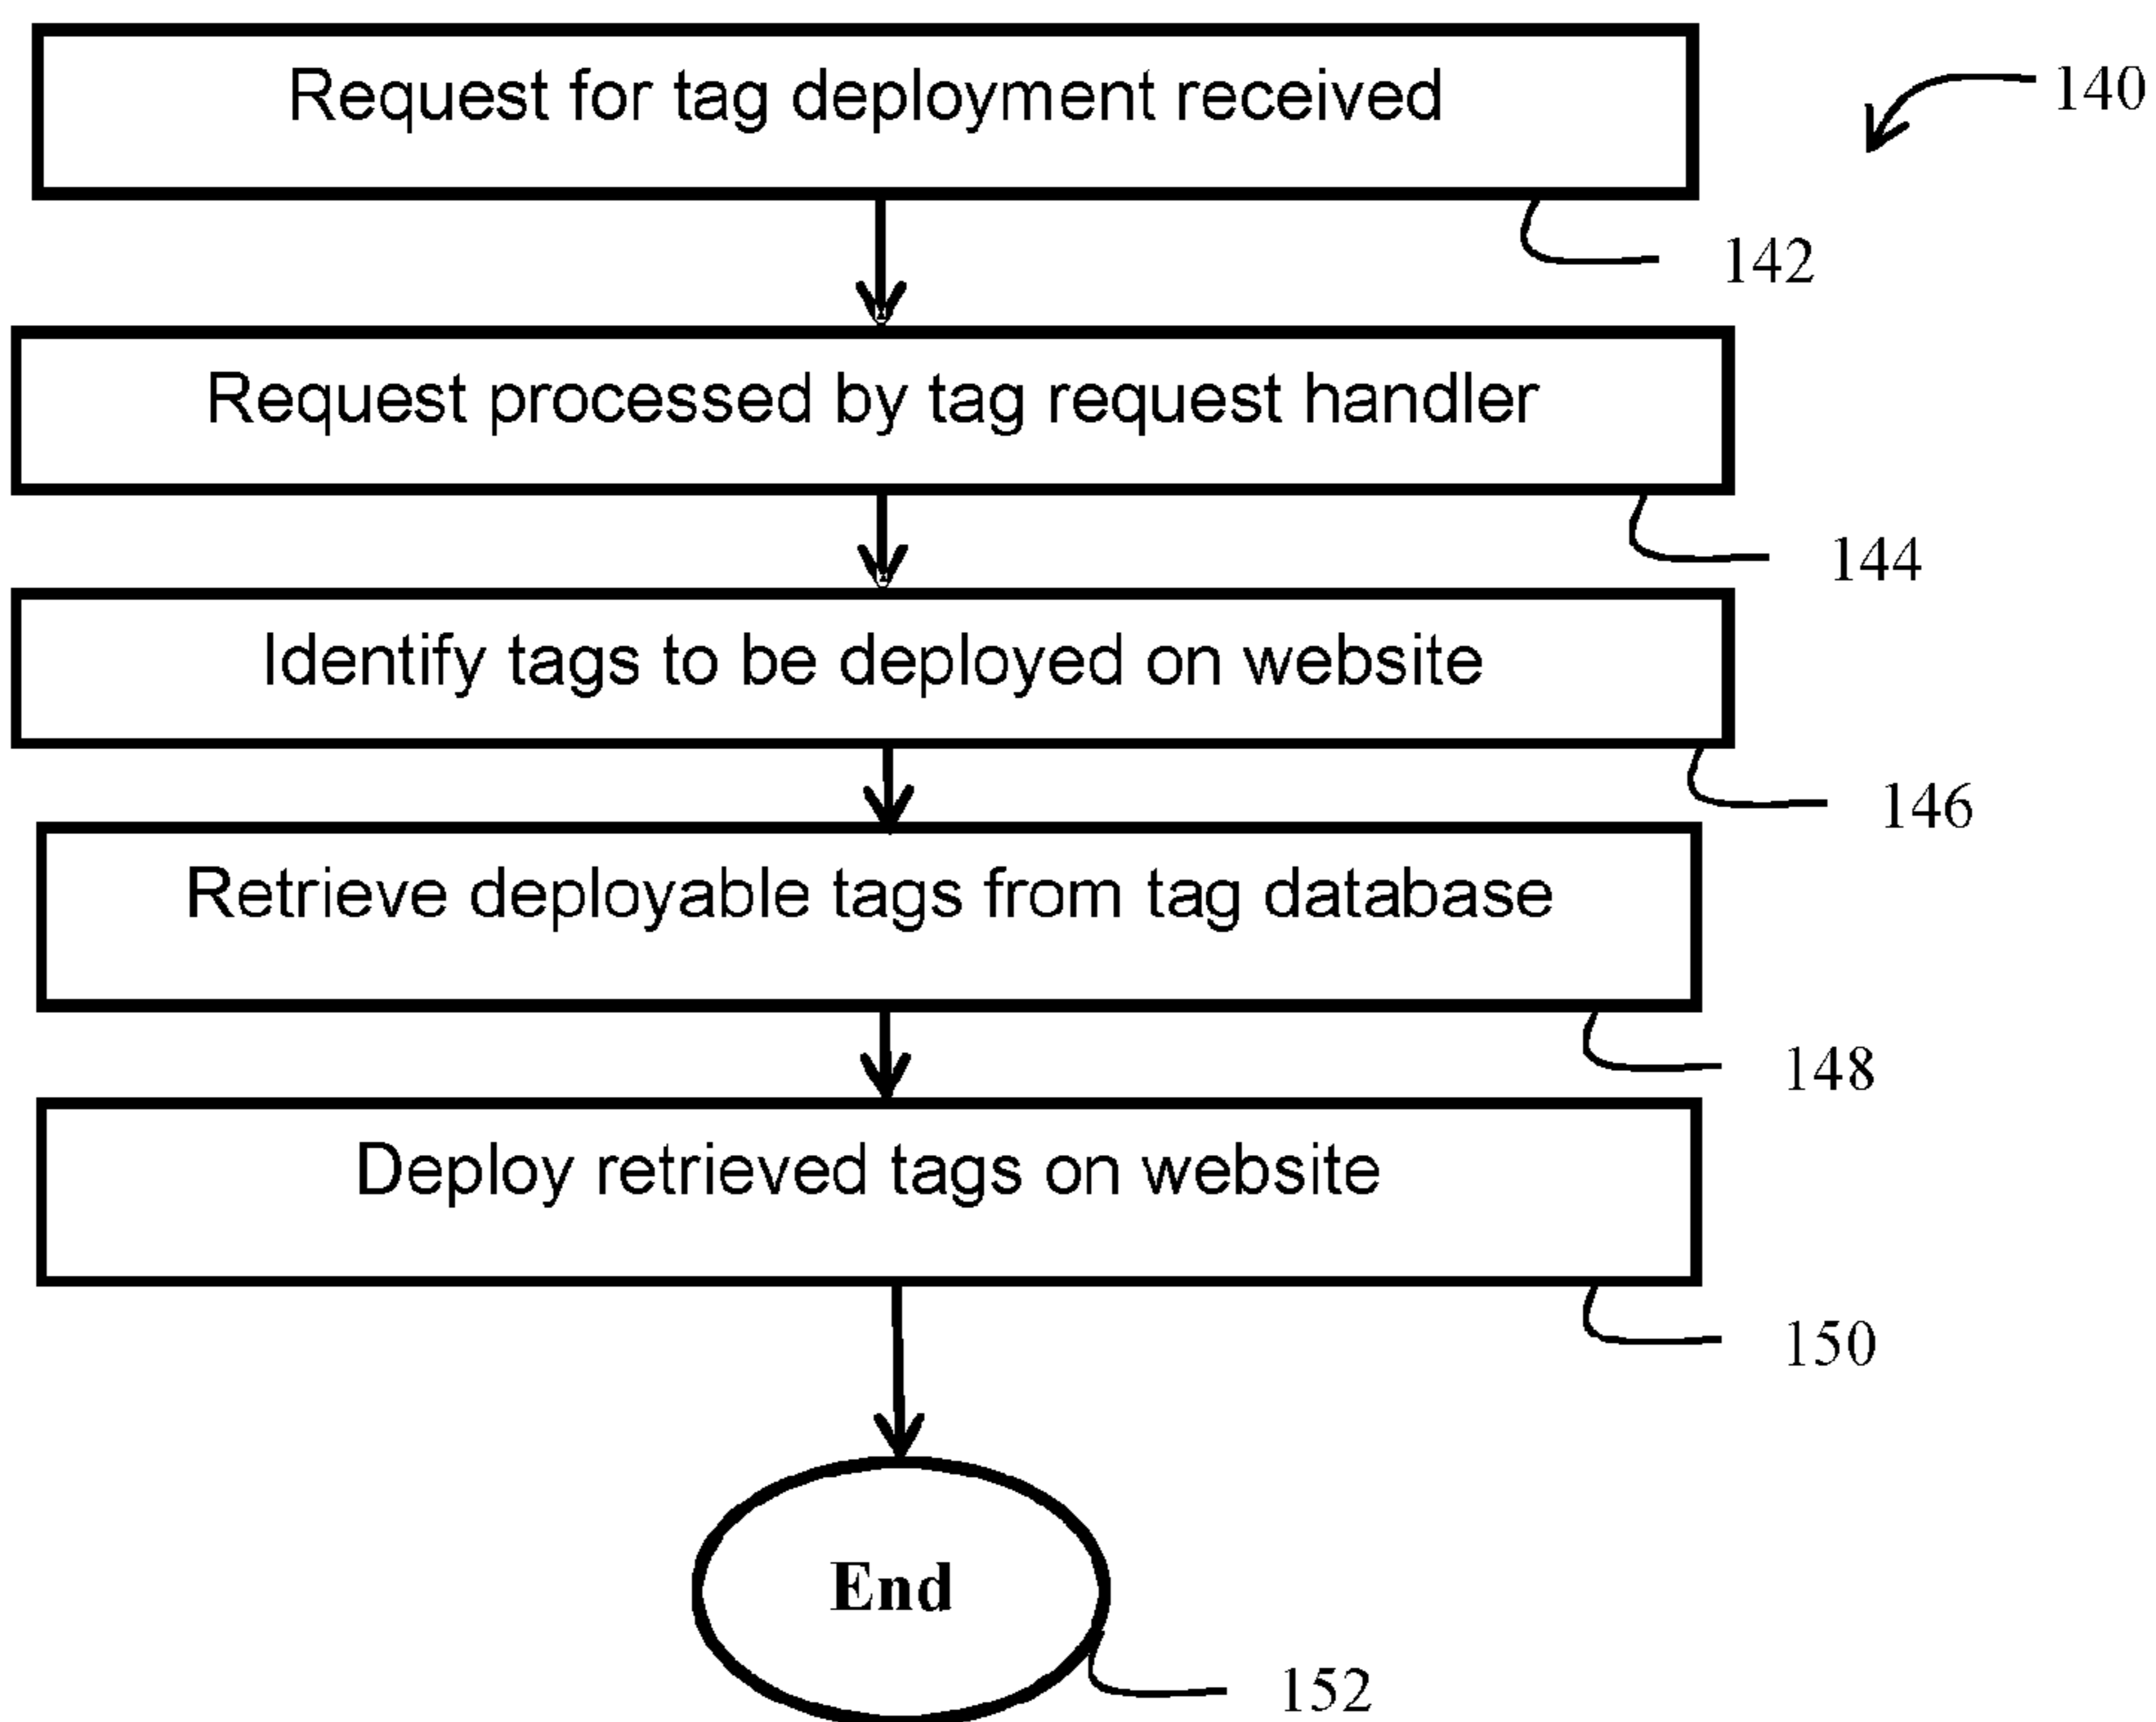 Request for tag deployment received
140
142
Request processed by tag request handler
144
Identify tags to be deployed on website
146
Retrieve deployable tags from tag database
148
Deploy retrieved tags on website
150
End
152